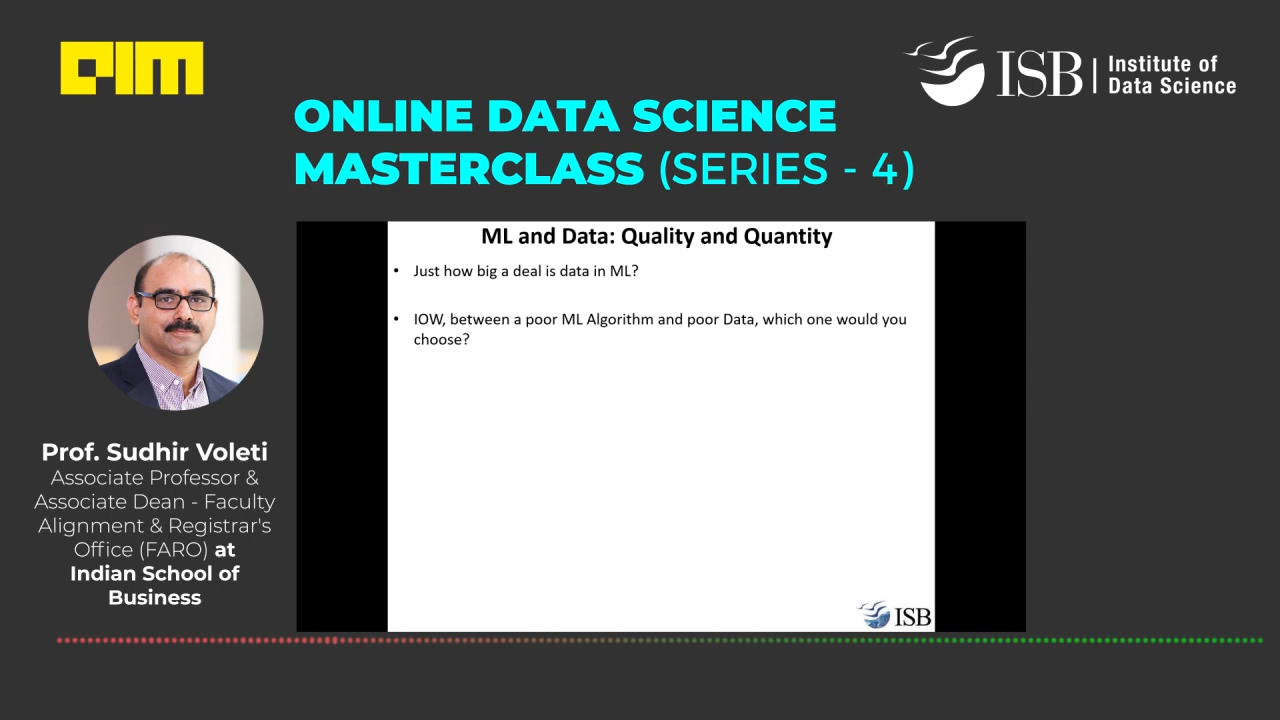 AIM
ISB | Institute of
Data Science
ONLINE DATA SCIENCE
MASTERCLASS (SERIES - 4)
ML and Data: Quality and Quantity
• Just how big a deal is data in ML?
• IOW, between a poor ML Algorithm and poor Data, which one would you
choose?
ISB
Prof. Sudhir Voleti
Associate Professor &
Associate Dean - Faculty
Alignment & Registrar's
Office (FARO) at
Indian School of
Business